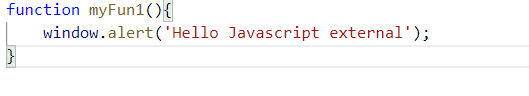 function myFun1(){
    window.alert('Hello Javascript external');
}